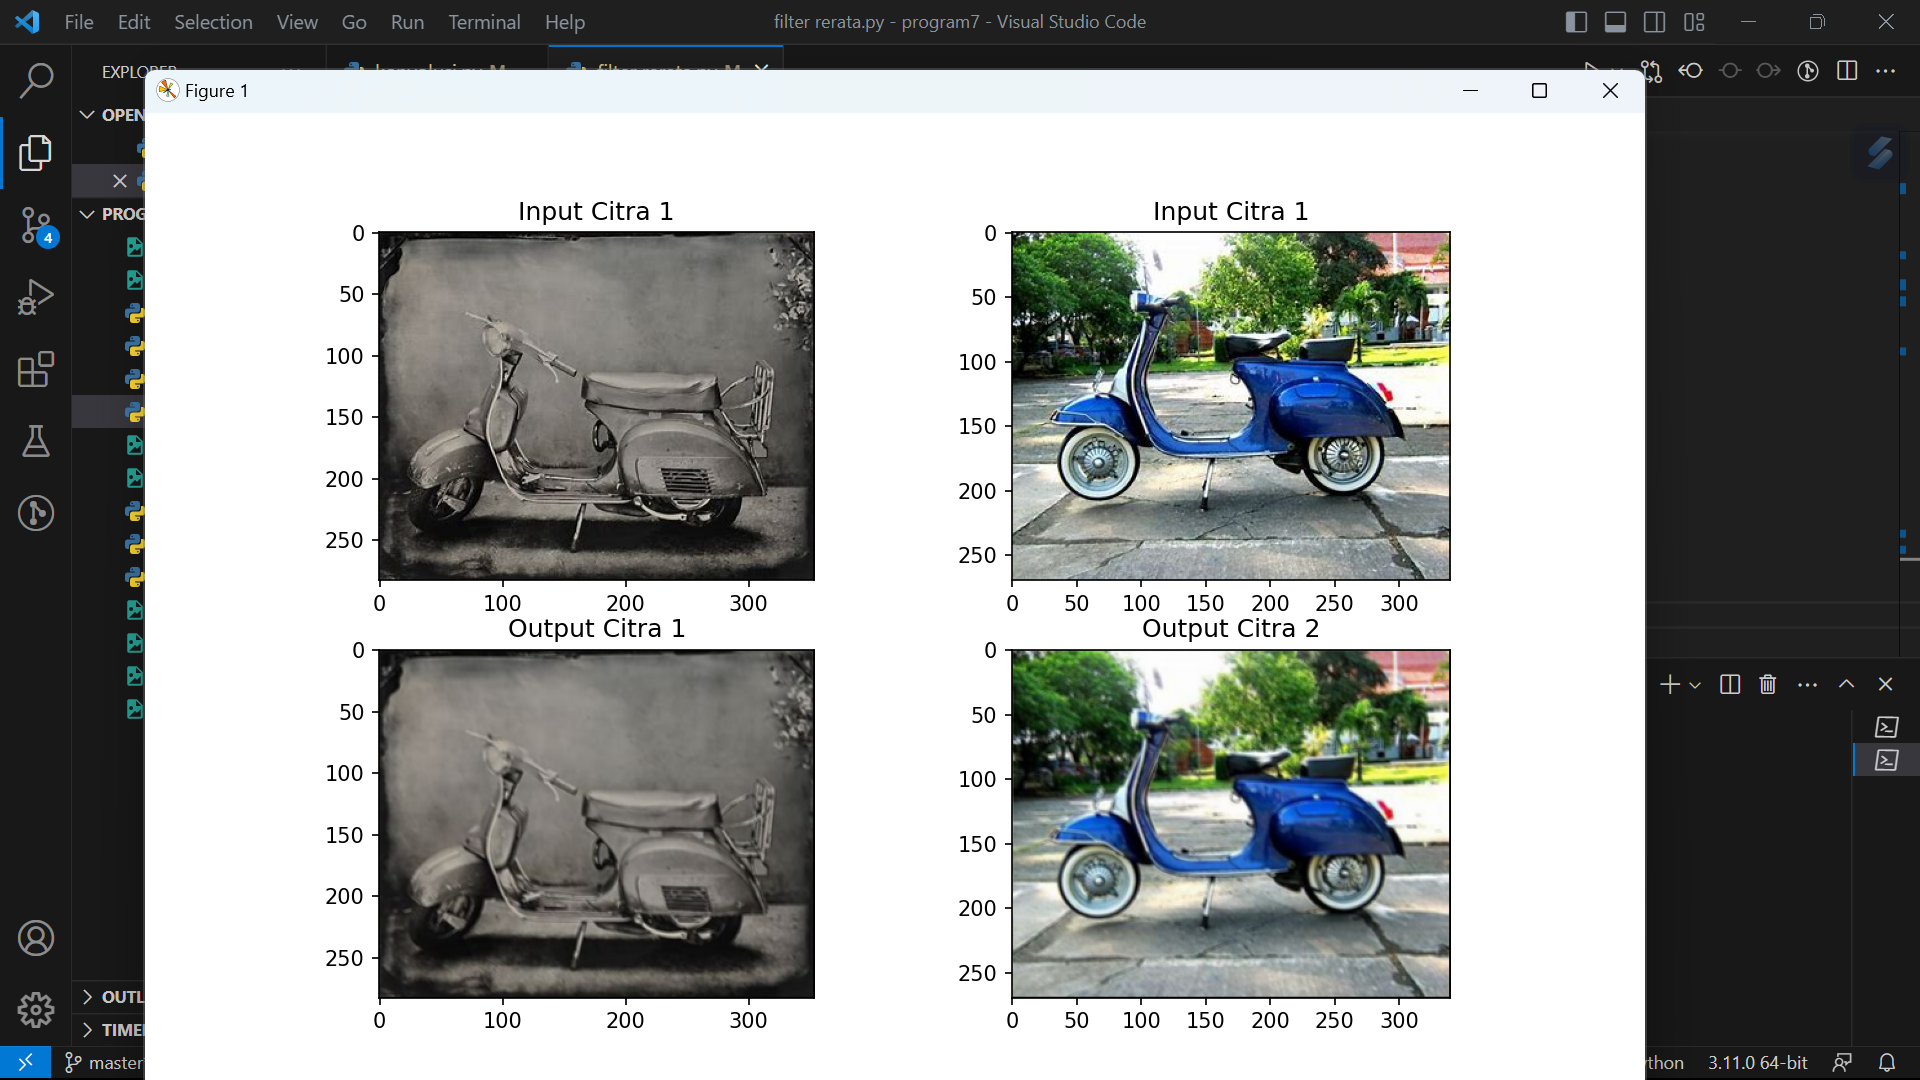 File Edit Selection View Go Run Terminal Help
filter rerata.py - program7 - Visual Studio Code
EXPLORER
Figure 1
OPEN
PROG
4
Input Citra 1
0
50
100
150
200
250
0 100 200 300
Input Citra 1
0
50
100
150
200
250
0 50 100 150 200 250 300
Output Citra 1
0
50
100
150
200
250
0 100 200 300
Output Citra 2
0
50
100
150
200
250
0 50 100 150 200 250 300
OUTL
TIME
master
thon 3.11.0 64-bit